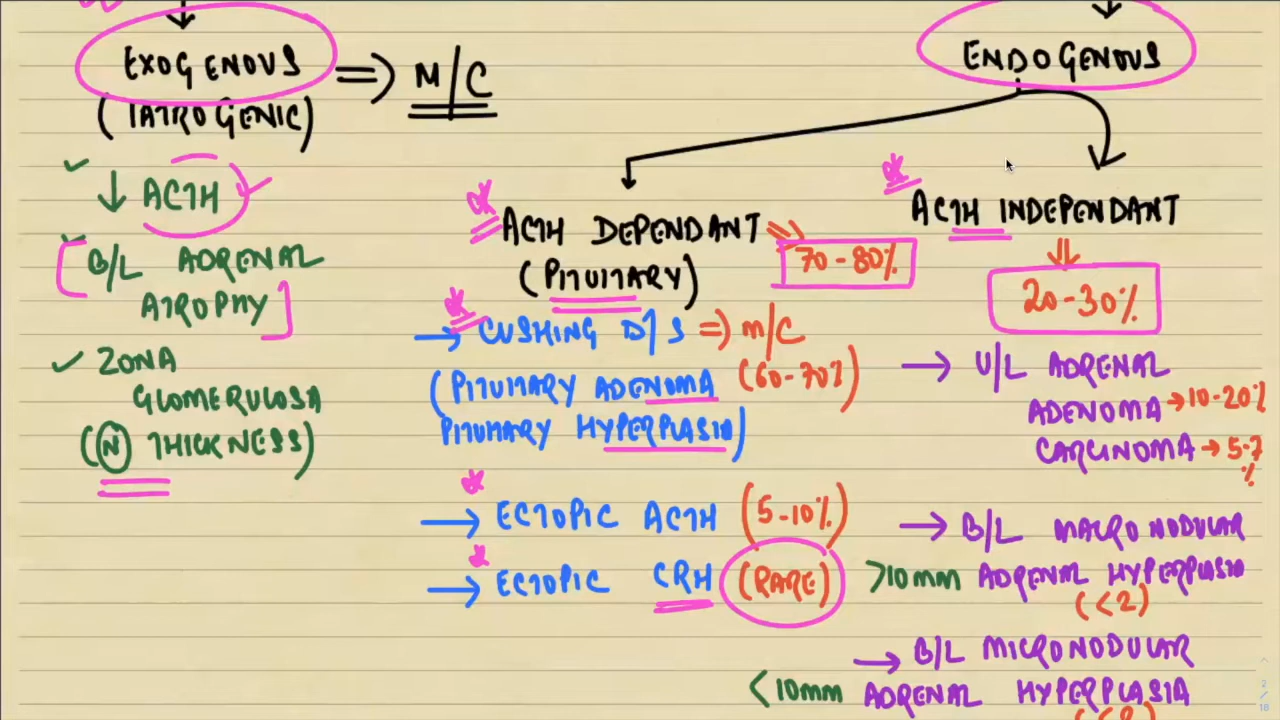 EXOGENOUS => M/C
(IATROGENIC)
↓ ACTH
B/L ADRENAL
ATROPHY
ZONA
GLOMERULOSA
(N THICKNESS)
ENDOGENOUS
ACTH DEPENDANT => 70-80%
(PITUITARY)
→ CUSHING D/S => M/C
(PITUITARY ADENOMA (60-70%)
PITUITARY HYPERPLASIA)
→ ECTOPIC ACTH (5-10%)
→ ECTOPIC CRH (RARE)
ACTH INDEPENDANT
20-30%
→ U/L ADRENAL
ADENOMA → 10-20%
CARCINOMA → 5-7
%
→ B/L MACRONODULAR
>10mm ADRENAL HYPERPLASIA
(<2)
→ B/L MICRONODULAR
<10mm ADRENAL HYPERPLASIA
2
/
18